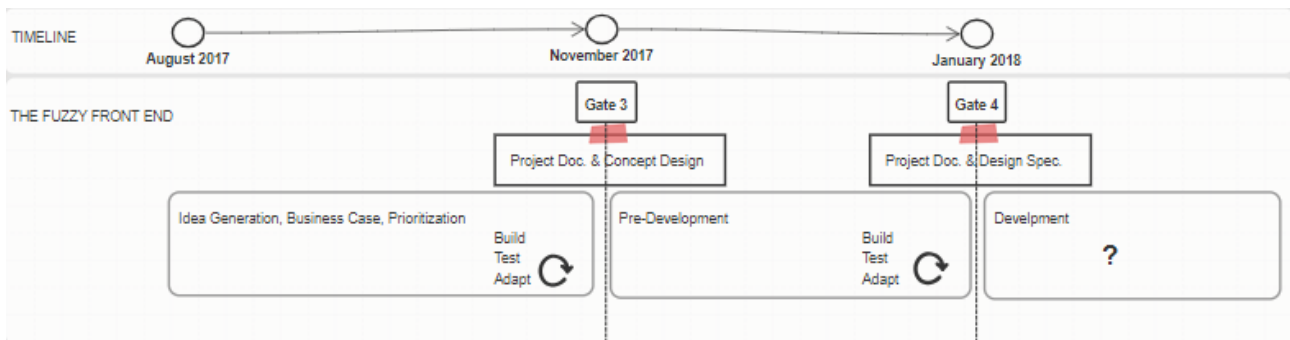 TIMELINE
August 2017
November 2017
January 2018
THE FUZZY FRONT END
Gate 3
Gate 4
Project Doc. & Concept Design
Project Doc. & Design Spec.
Idea Generation, Business Case, Prioritization
Build
Test
Adapt
Pre-Development
Build
Test
Adapt
Develpment
?